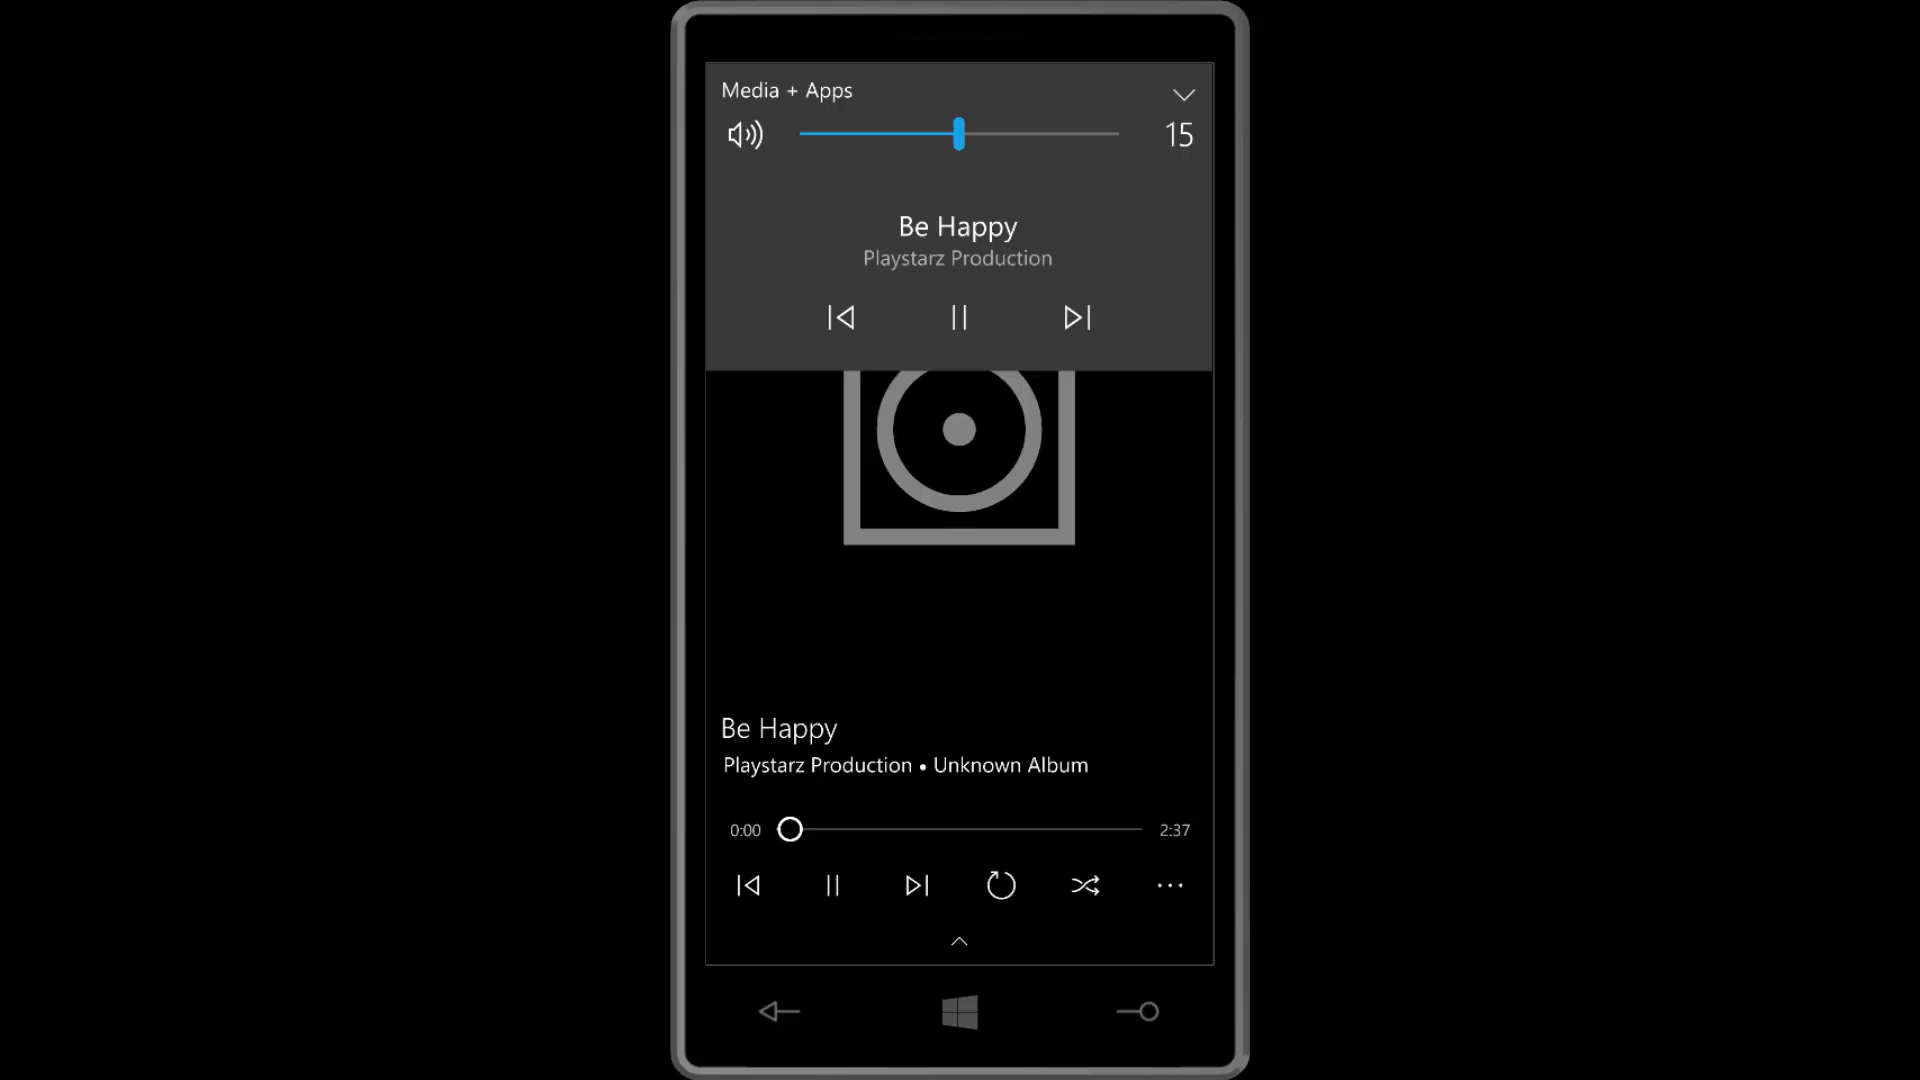 Media + Apps
15
Be Happy
Playstarz Production
Be Happy
Playstarz Production • Unknown Album
0:00
2:37